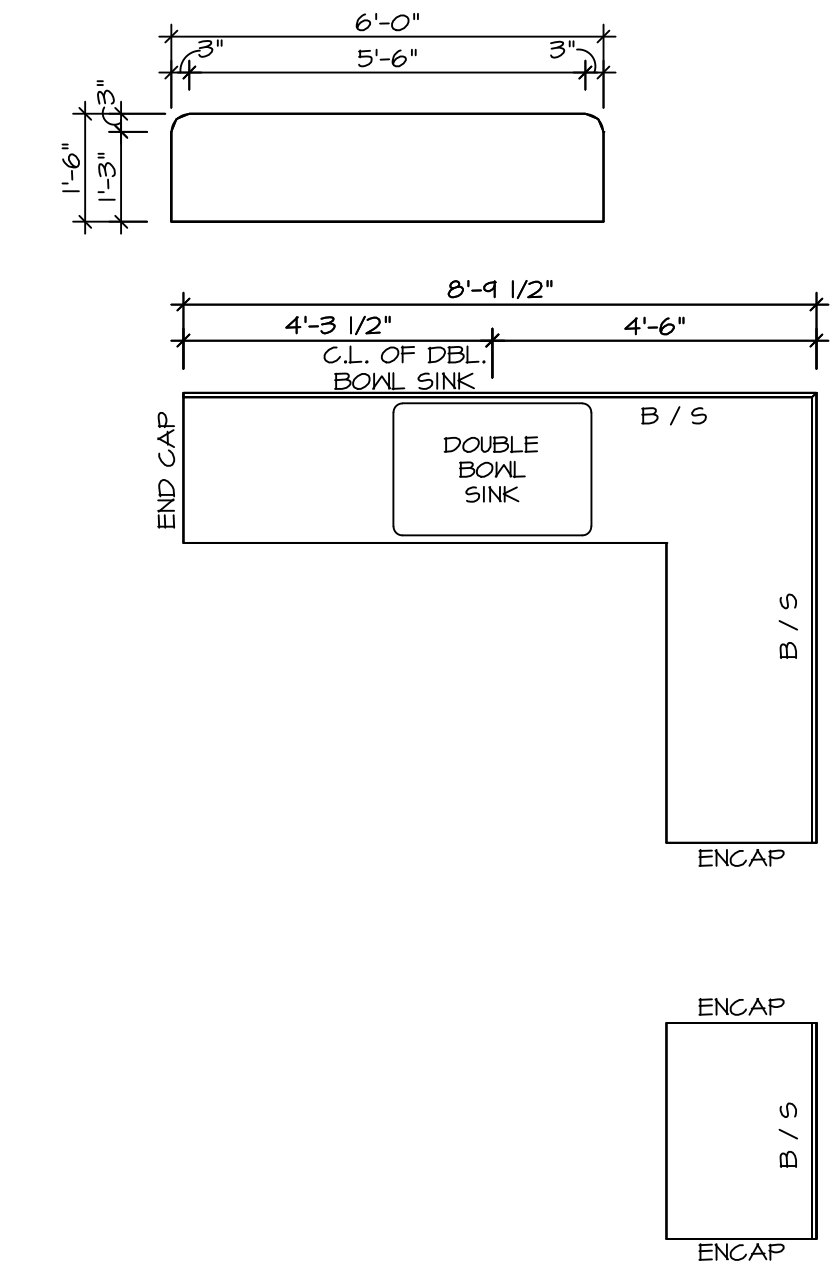 6'-0"
3"
5'-6"
3"
3"
1'-6"
1'-3"
8'-9 1/2"
4'-3 1/2"
4'-6"
C.L. OF DBL.
BOWL SINK
END CAP
B / S
DOUBLE
BOWL
SINK
B / S
ENCAP
ENCAP
B / S
ENCAP